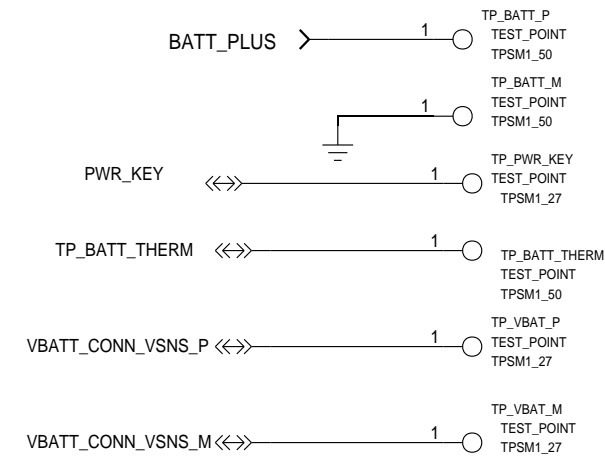 BATT_PLUS 1 TP_BATT_P
TEST_POINT
TPSM1_50
1 TP_BATT_M
TEST_POINT
TPSM1_50
PWR_KEY 1 TP_PWR_KEY
TEST_POINT
TPSM1_27
TP_BATT_THERM 1 TP_BATT_THERM
TEST_POINT
TPSM1_50
VBATT_CONN_VSNS_P 1 TP_VBAT_P
TEST_POINT
TPSM1_27
VBATT_CONN_VSNS_M 1 TP_VBAT_M
TEST_POINT
TPSM1_27